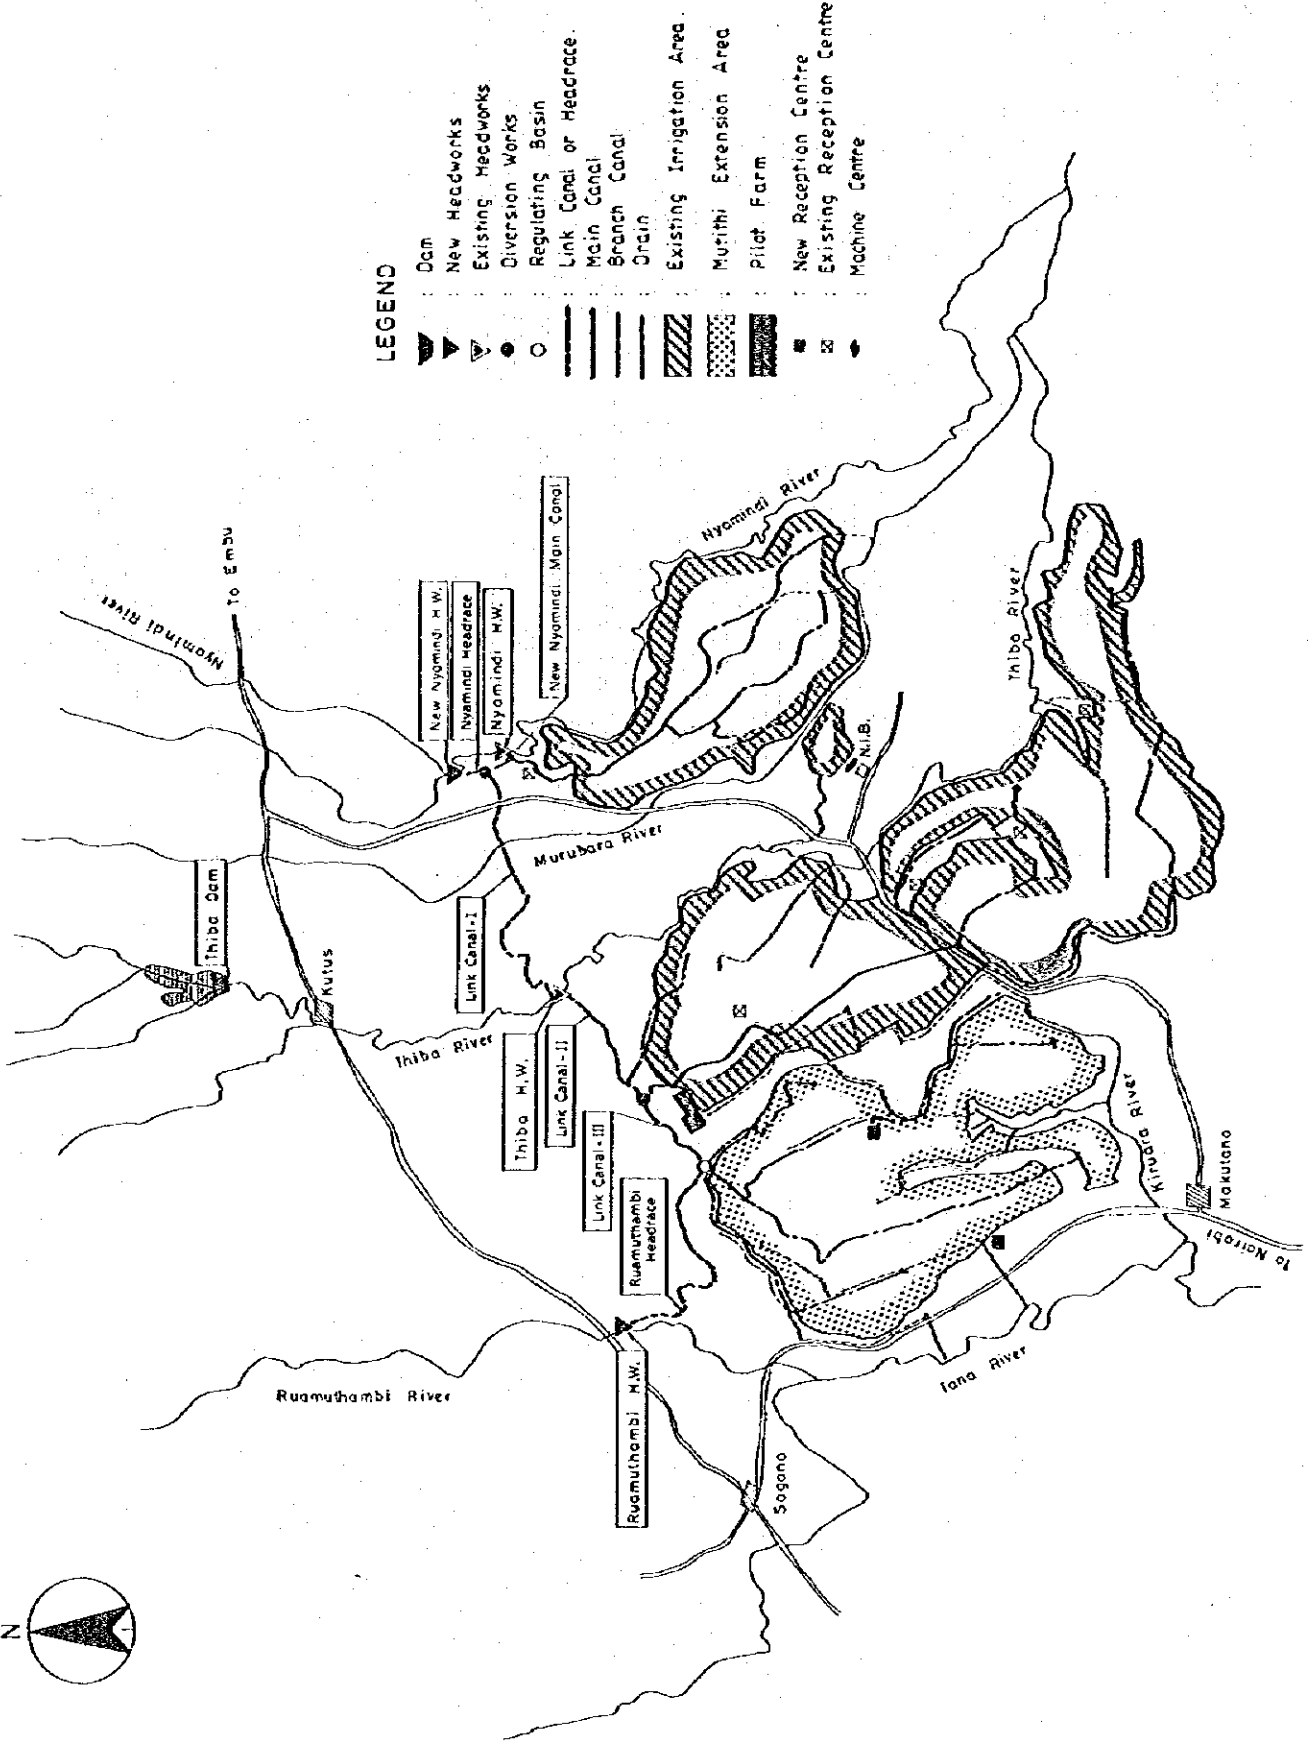 N
Nyamindi River
To Embu
Thiba Dam
Kutus
Thiba River
New Nyamindi H.W.
Nyamindi Headrace
Nyamindi H.W.
New Nyamindi Main Canal
Link Canal-I
Murubara River
Nyamindi River
Thiba H.W.
Link Canal-II
Link Canal-III
Ruamuthambi
Headrace
Ruamuthambi H.W.
Ruamuthambi River
N.I.B.
Thiba River
Sagana
Tana River
Kiruara River
Makutano
To Nairobi
LEGEND
: Dam
: New Headworks
: Existing Headworks
: Diversion Works
: Regulating Basin
: Link Canal or Headrace.
: Main Canal
: Branch Canal
: Drain
: Existing Irrigation Area.
: Mutithi Extension Area
: Pilot Farm
: New Reception Centre
: Existing Reception Centre
: Machine Centre